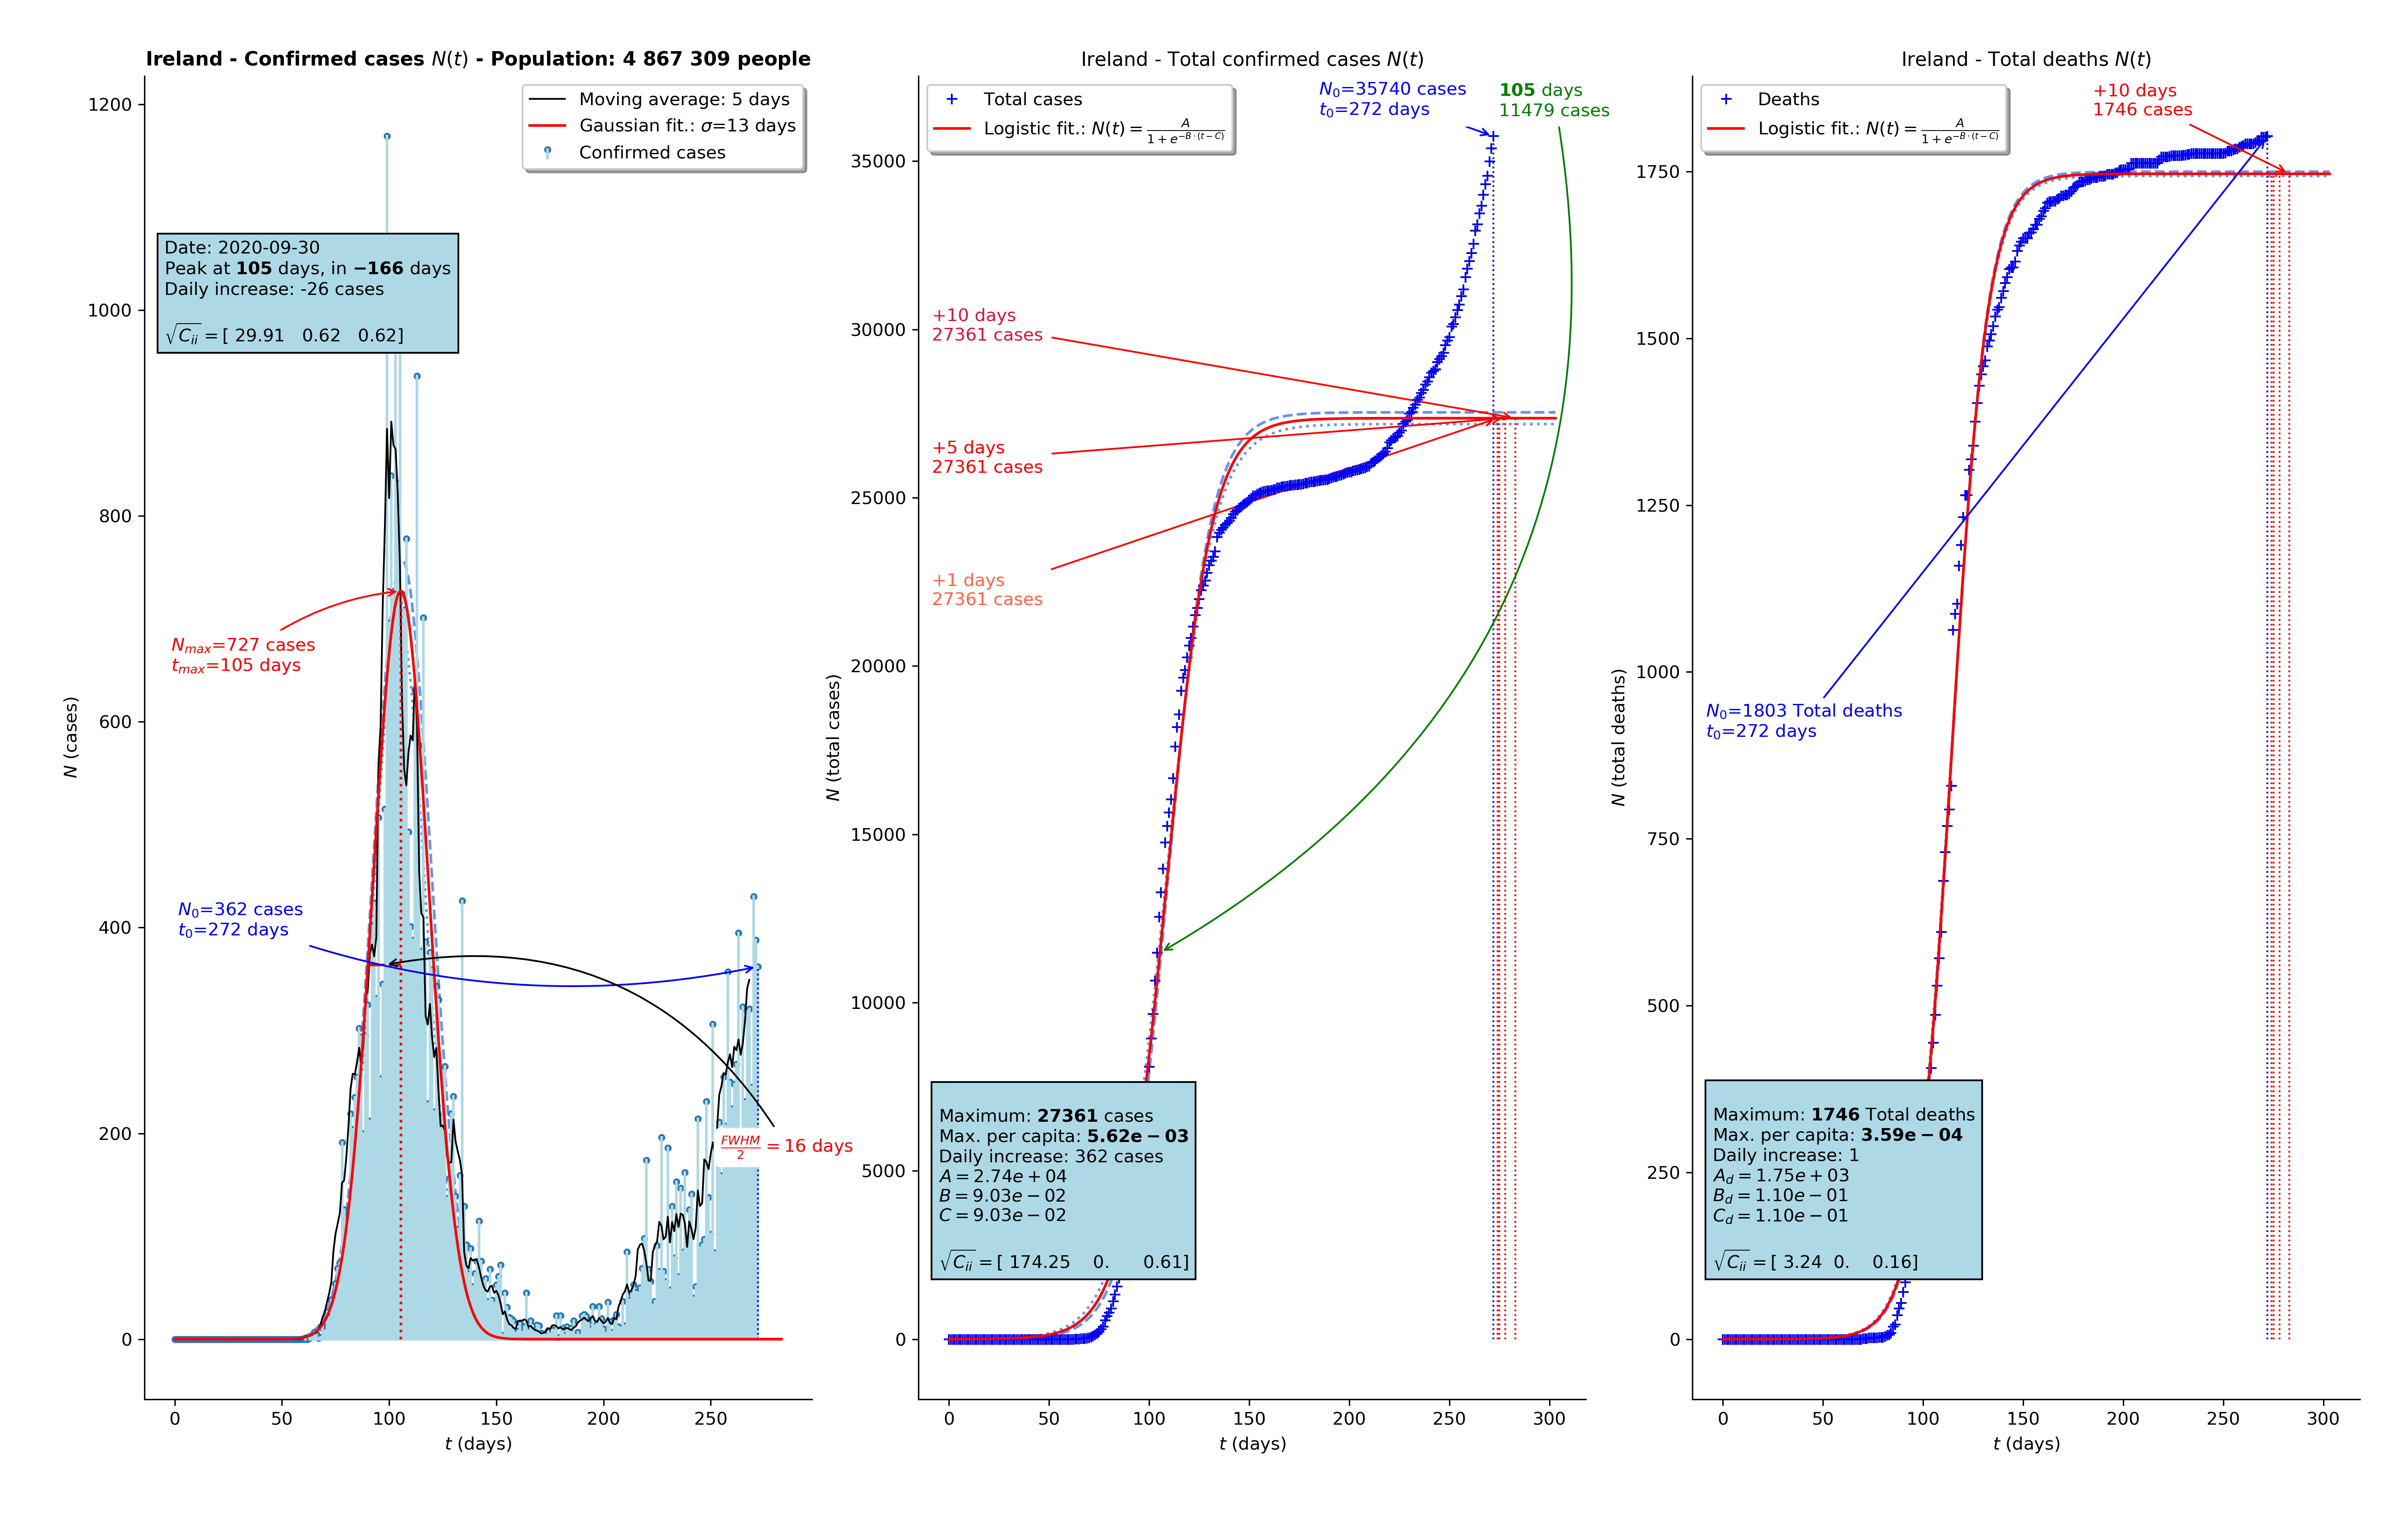 Ireland - Confirmed cases N(t) - Population: 4 867 309 people
Moving average: 5 days
Gaussian fit.: σ=13 days
Confirmed cases
Date: 2020-09-30
Peak at 105 days, in −166 days
Daily increase: -26 cases
√C_ii = [ 29.91 0.62 0.62]
N_max=727 cases
t_max=105 days
N_0=362 cases
t_0=272 days
FWHM/2 = 16 days
N (cases)
1200
1000
800
600
400
200
0
0 50 100 150 200 250
t (days)
Ireland - Total confirmed cases N(t)
Total cases
Logistic fit.: N(t) = A/(1 + e^(−B·(t−C)))
N_0=35740 cases
t_0=272 days
105 days
11479 cases
+10 days
27361 cases
+5 days
27361 cases
+1 days
27361 cases
Maximum: 27361 cases
Max. per capita: 5.62e − 03
Daily increase: 362 cases
A = 2.74e + 04
B = 9.03e − 02
C = 9.03e − 02
√C_ii = [ 174.25 0. 0.61]
N (total cases)
35000
30000
25000
20000
15000
10000
5000
0
0 50 100 150 200 250 300
t (days)
Ireland - Total deaths N(t)
Deaths
Logistic fit.: N(t) = A/(1 + e^(−B·(t−C)))
+10 days
1746 cases
N_0=1803 Total deaths
t_0=272 days
Maximum: 1746 Total deaths
Max. per capita: 3.59e − 04
Daily increase: 1
A_d = 1.75e + 03
B_d = 1.10e − 01
C_d = 1.10e − 01
√C_ii = [ 3.24 0. 0.16]
N (total deaths)
1750
1500
1250
1000
750
500
250
0
0 50 100 150 200 250 300
t (days)